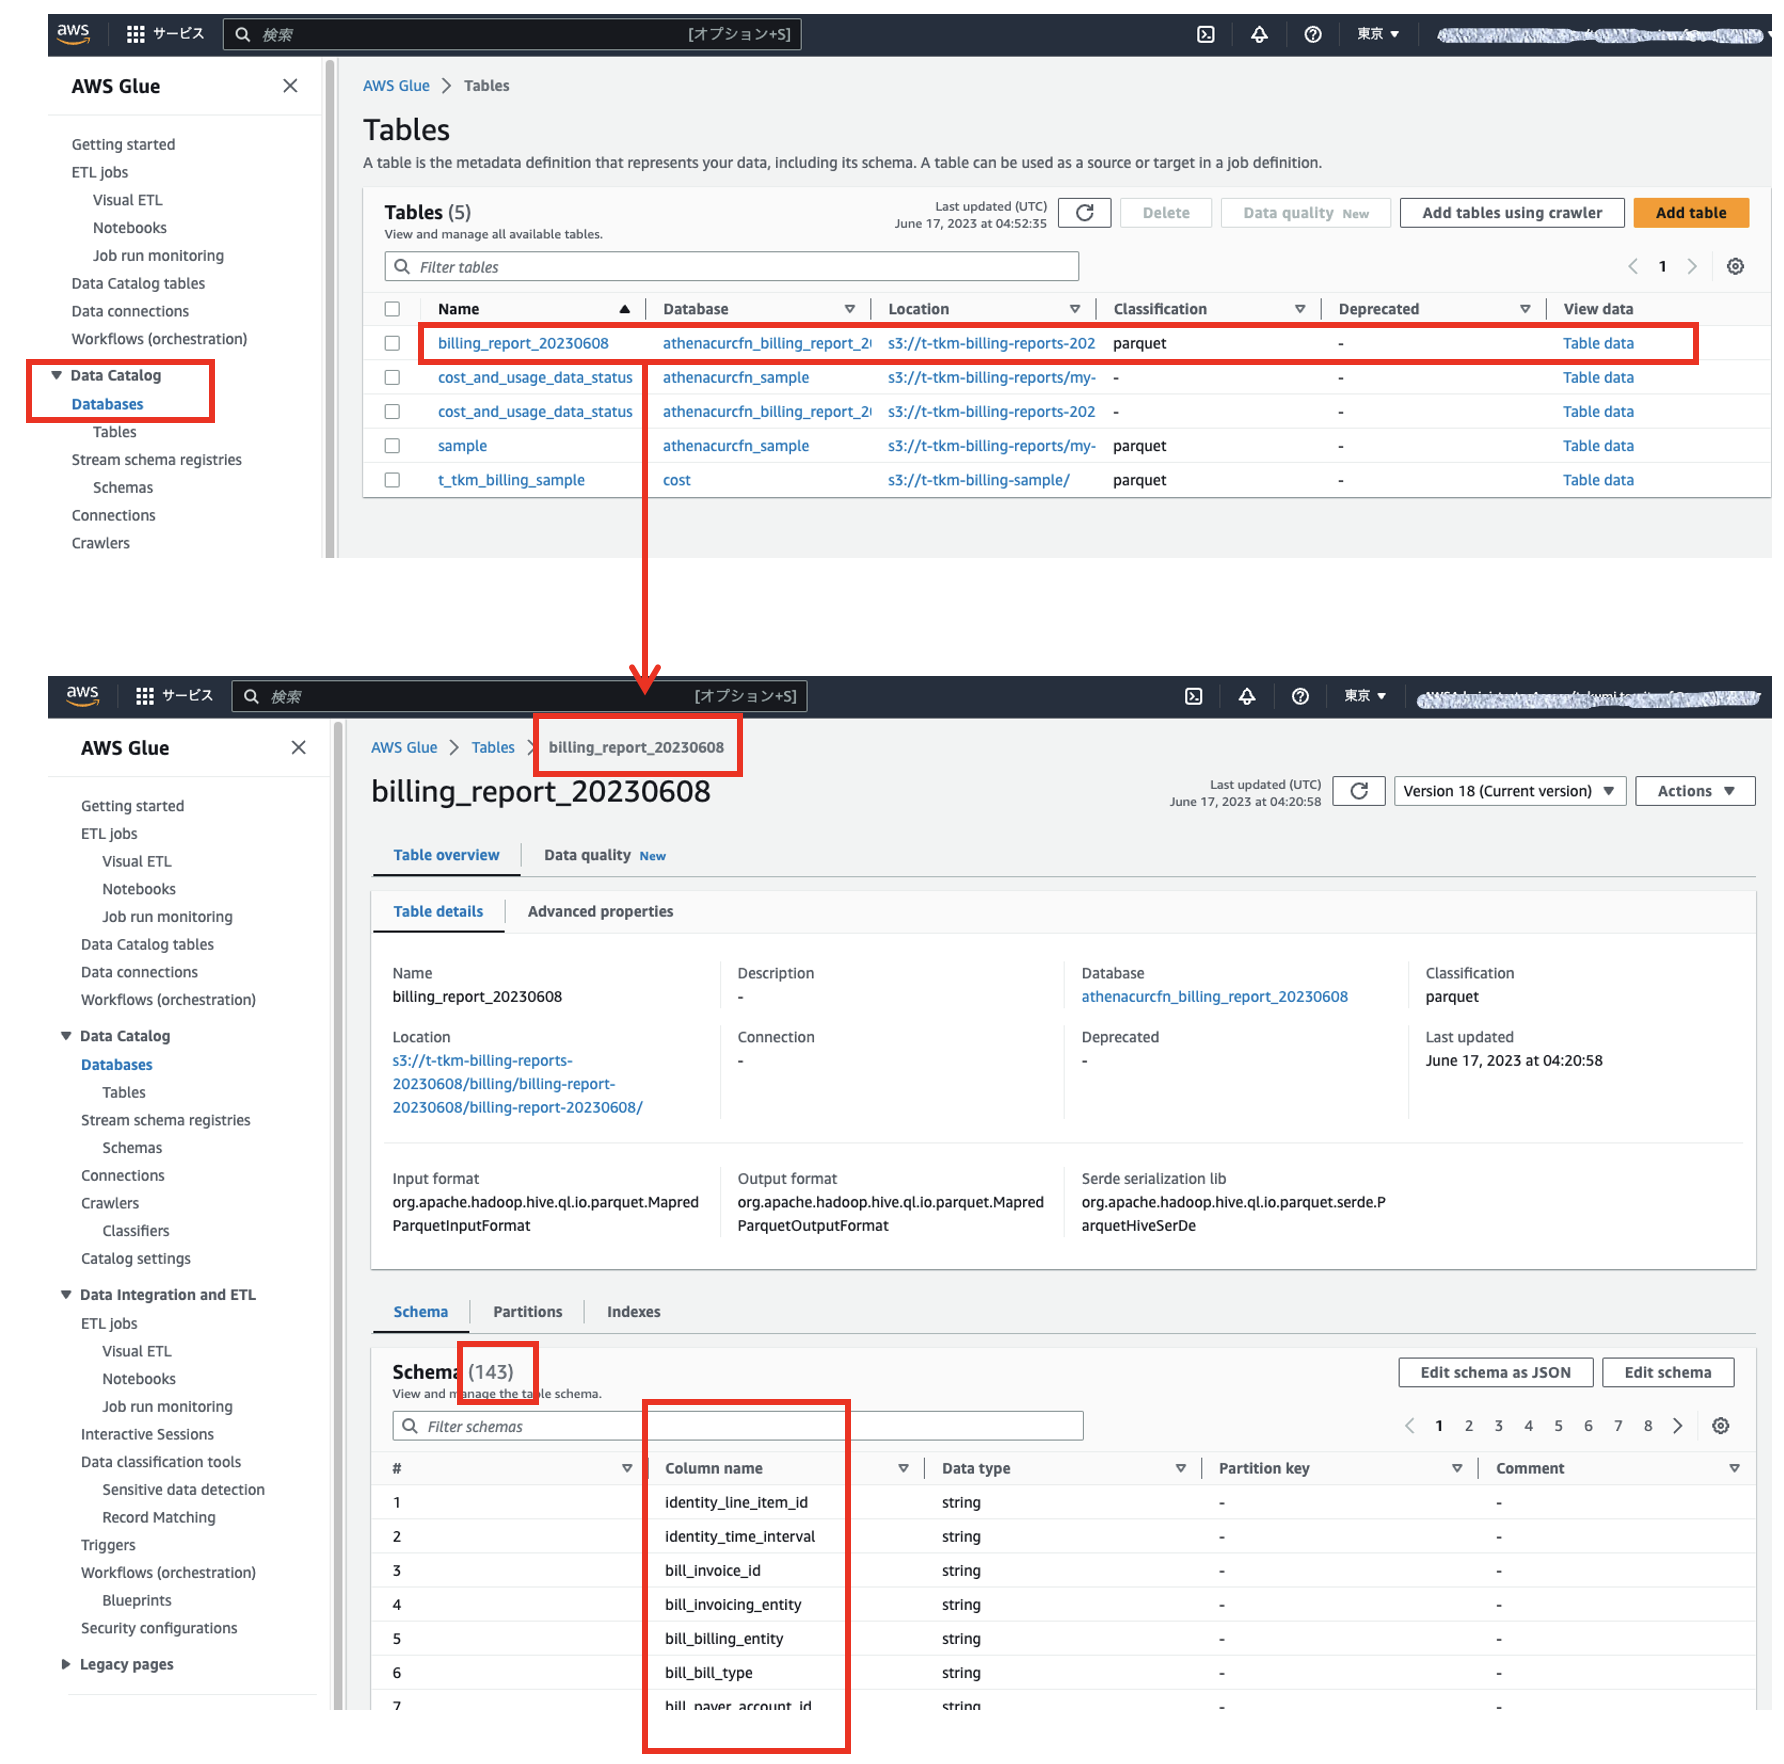 aws サービス 検索 [オプション+S] 東京
AWS Glue
Getting started
ETL jobs
Visual ETL
Notebooks
Job run monitoring
Data Catalog tables
Data connections
Workflows (orchestration)
Data Catalog
Databases
Tables
Stream schema registries
Schemas
Connections
Crawlers
AWS Glue Tables
Tables
A table is the metadata definition that represents your data, including its schema. A table can be used as a source or target in a job definition.
Tables (5)
View and manage all available tables.
Last updated (UTC)
June 17, 2023 at 04:52:35
Delete Data quality New Add tables using crawler Add table
Filter tables 1
Name Database Location Classification Deprecated View data
billing_report_20230608 athenacurcfn_billing_report_2 s3://t-tkm-billing-reports-202 parquet - Table data
cost_and_usage_data_status athenacurcfn_sample s3://t-tkm-billing-reports/my- - - Table data
cost_and_usage_data_status athenacurcfn_billing_report_2 s3://t-tkm-billing-reports-202 - - Table data
sample athenacurcfn_sample s3://t-tkm-billing-reports/my- parquet - Table data
t_tkm_billing_sample cost s3://t-tkm-billing-sample/ parquet - Table data
aws サービス 検索 [オプション+S] 東京
AWS Glue
Getting started
ETL jobs
Visual ETL
Notebooks
Job run monitoring
Data Catalog tables
Data connections
Workflows (orchestration)
Data Catalog
Databases
Tables
Stream schema registries
Schemas
Connections
Crawlers
Classifiers
Catalog settings
Data Integration and ETL
ETL jobs
Visual ETL
Notebooks
Job run monitoring
Interactive Sessions
Data classification tools
Sensitive data detection
Record Matching
Triggers
Workflows (orchestration)
Blueprints
Security configurations
Legacy pages
AWS Glue Tables billing_report_20230608
billing_report_20230608
Last updated (UTC)
June 17, 2023 at 04:20:58
Version 18 (Current version) Actions
Table overview Data quality New
Table details Advanced properties
Name
billing_report_20230608
Description
-
Database
athenacurcfn_billing_report_20230608
Classification
parquet
Location
s3://t-tkm-billing-reports-
20230608/billing/billing-report-
20230608/billing-report-20230608/
Connection
-
Deprecated
-
Last updated
June 17, 2023 at 04:20:58
Input format
org.apache.hadoop.hive.ql.io.parquet.Mapred
ParquetInputFormat
Output format
org.apache.hadoop.hive.ql.io.parquet.Mapred
ParquetOutputFormat
Serde serialization lib
org.apache.hadoop.hive.ql.io.parquet.serde.P
arquetHiveSerDe
Schema Partitions Indexes
Schema (143)
View and manage the table schema.
Edit schema as JSON Edit schema
Filter schemas 1 2 3 4 5 6 7 8
# Column name Data type Partition key Comment
1 identity_line_item_id string - -
2 identity_time_interval string - -
3 bill_invoice_id string - -
4 bill_invoicing_entity string - -
5 bill_billing_entity string - -
6 bill_bill_type string - -
7 bill_payer_account_id string - -